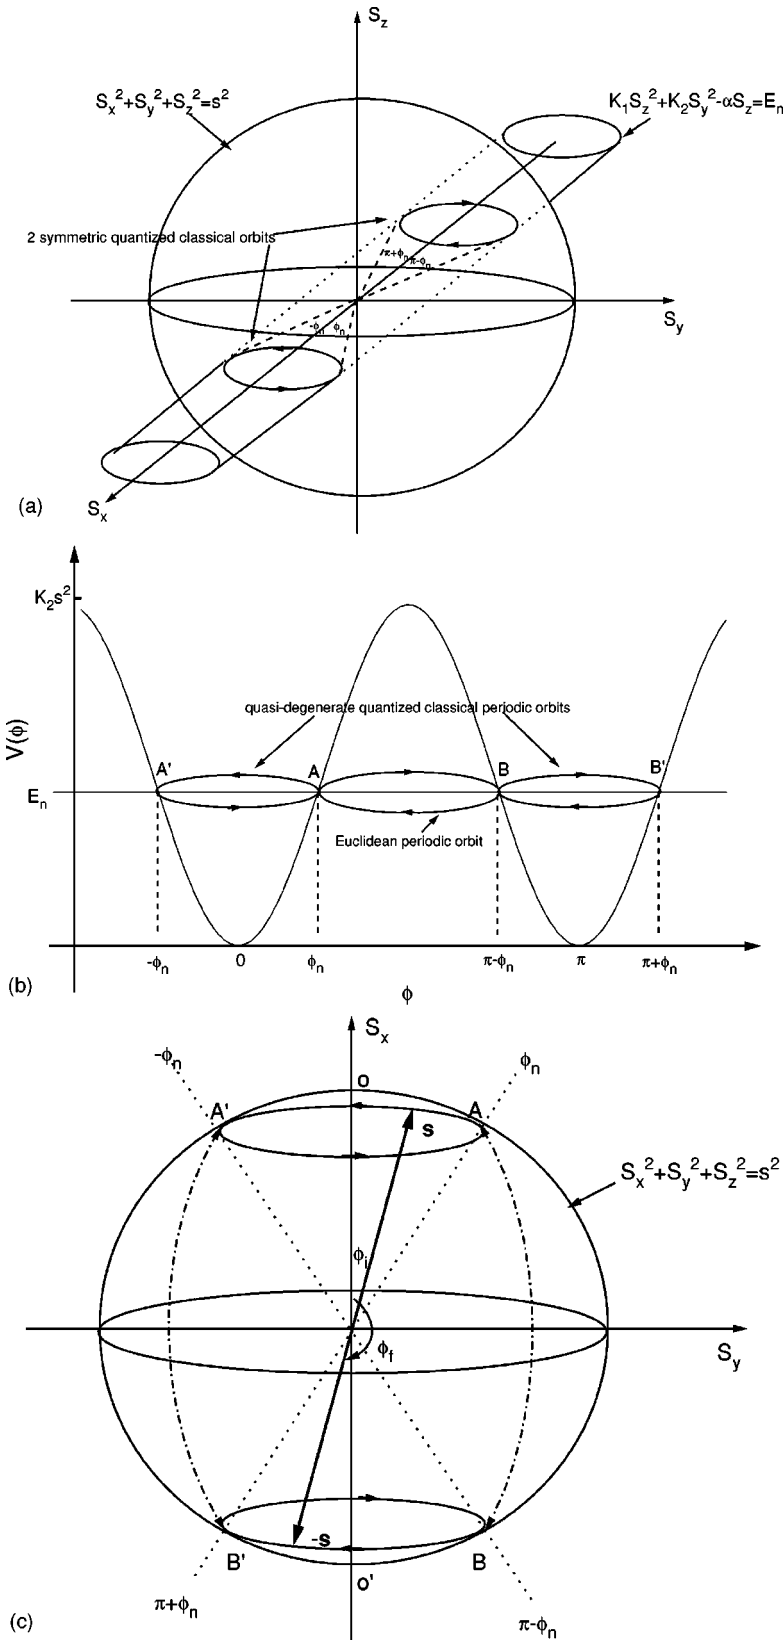 S_z
S_x^2+S_y^2+S_z^2=s^2
K_1S_z^2+K_2S_y^2-αS_z=E_n
2 symmetric quantized classical orbits
π+ϕ_n π-ϕ_n
S_y
-ϕ_n ϕ_n
(a)
S_x
K_2s^2
quasi-degenerate quantized classical periodic orbits
V(ϕ)
A' A B B'
E_n
Euclidean periodic orbit
-ϕ_n 0 ϕ_n π-ϕ_n π π+ϕ_n
(b)
ϕ
S_x
-ϕ_n ϕ_n
o
A' A
s
S_x^2+S_y^2+S_z^2=s^2
ϕ_i
ϕ_f
S_y
-s
B' B
o'
π+ϕ_n
π-ϕ_n
(c)